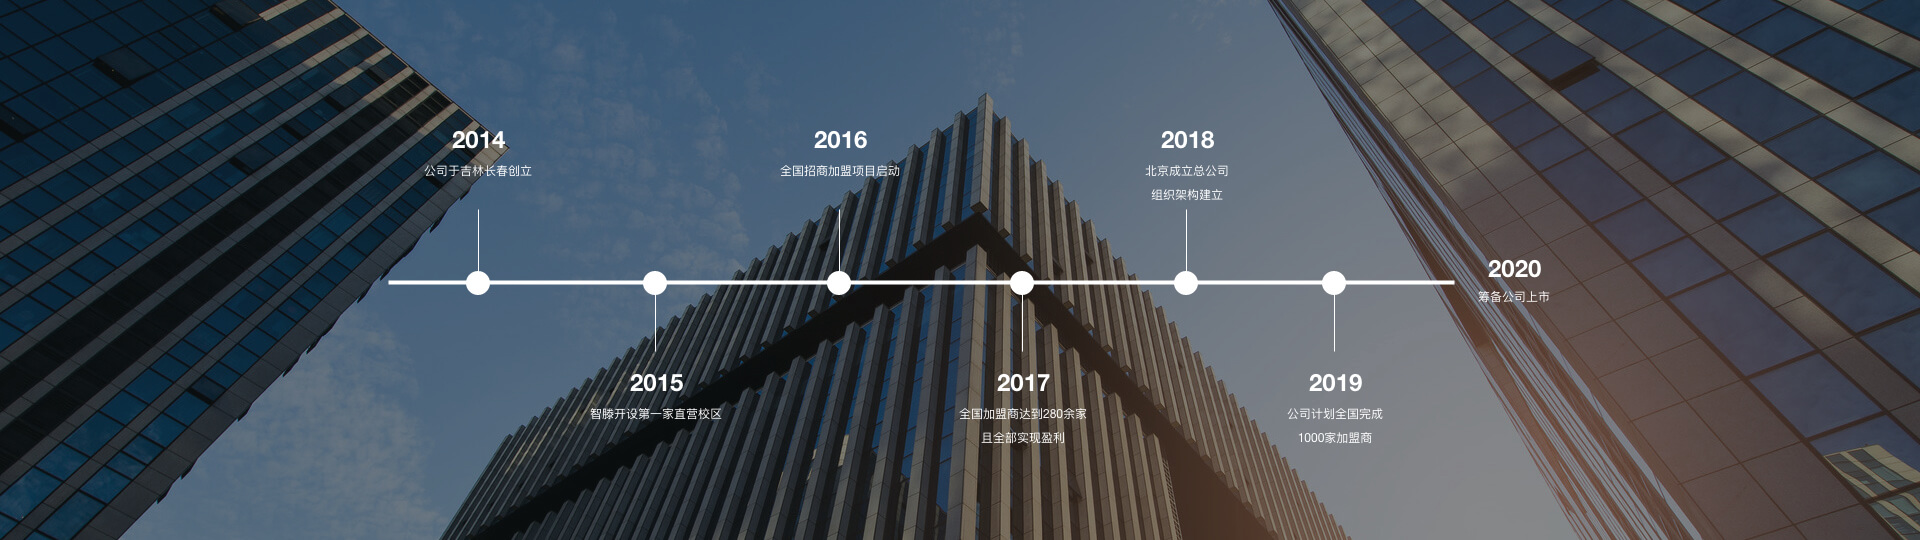 2014
公司于吉林长春创立
2015
智滕开设第一家直营校区
2016
全国招商加盟项目启动
2017
全国加盟商达到280余家
且全部实现盈利
2018
北京成立总公司
组织架构建立
2019
公司计划全国完成
1000家加盟商
2020
筹备公司上市